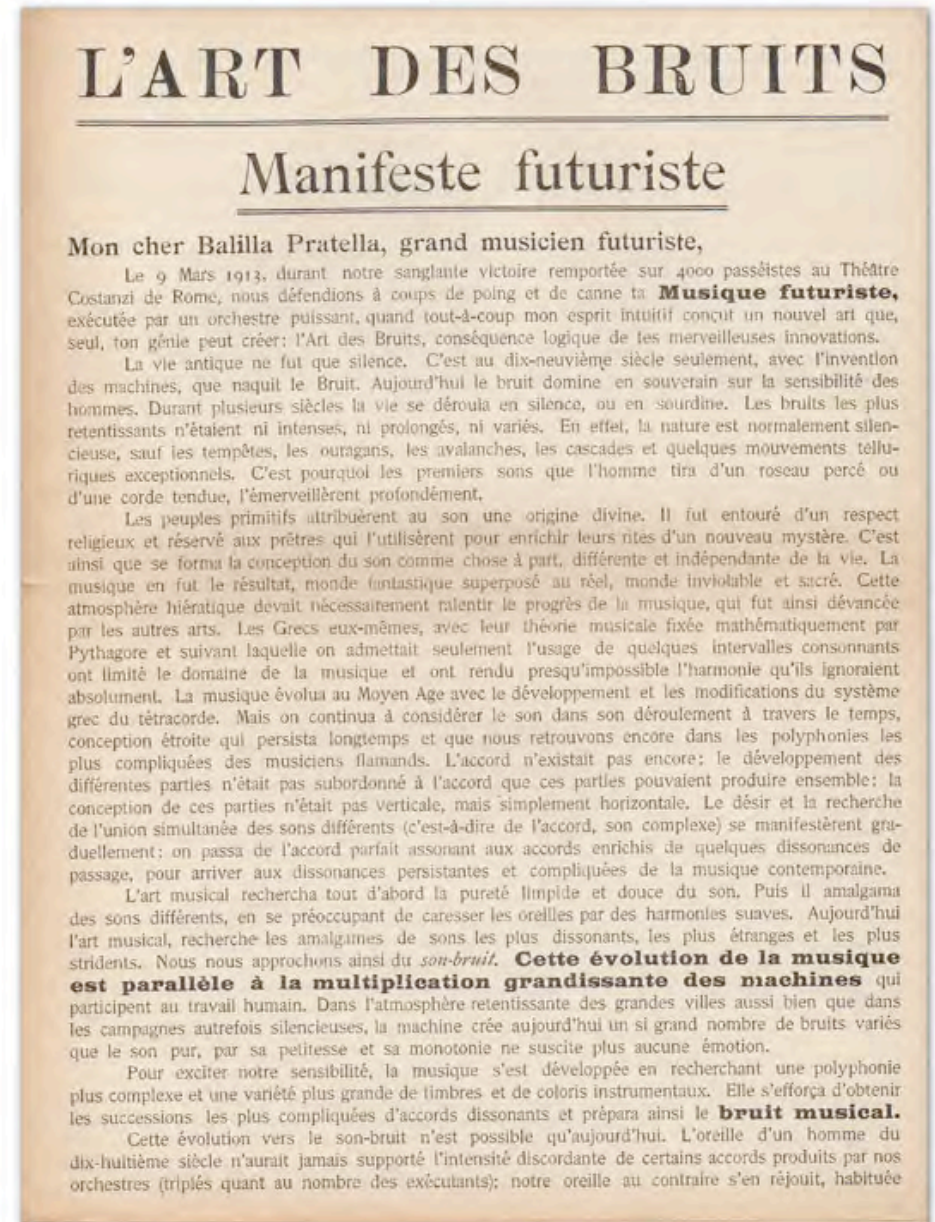 L'ART DES BRUITS
Manifeste futuriste
Mon cher Balilla Pratella, grand musicien futuriste,
Le 9 Mars 1913, durant notre sanglante victoire remportée sur 4000 passéistes au Théâtre
Costanzi de Rome, nous défendions à coups de poing et de canne ta Musique futuriste,
exécutée par un orchestre puissant, quand tout-à-coup mon esprit intuitif conçut un nouvel art que,
seul, ton génie peut créer: l'Art des Bruits, conséquence logique de tes merveilleuses innovations.
La vie antique ne fut que silence. C'est au dix-neuvième siècle seulement, avec l'invention
des machines, que naquit le Bruit. Aujourd'hui le bruit domine en souverain sur la sensibilité des
hommes. Durant plusieurs siècles la vie se déroula en silence, ou en sourdine. Les bruits les plus
retentissants n'étaient ni intenses, ni prolongés, ni variés. En effet, la nature est normalement silen-
cieuse, sauf les tempêtes, les ouragans, les avalanches, les cascades et quelques mouvements tellu-
riques exceptionnels. C'est pourquoi les premiers sons que l'homme tira d'un roseau percé ou
d'une corde tendue, l'émerveillèrent profondément.
Les peuples primitifs attribuèrent au son une origine divine. Il fut entouré d'un respect
religieux et réservé aux prêtres qui l'utilisèrent pour enrichir leurs rites d'un nouveau mystère. C'est
ainsi que se forma la conception du son comme chose à part, différente et indépendante de la vie. La
musique en fut le résultat, monde fantastique superposé au réel, monde inviolable et sacré. Cette
atmosphère hiératique devait nécessairement ralentir le progrès de la musique, qui fut ainsi dévancée
par les autres arts. Les Grecs eux-mêmes, avec leur théorie musicale fixée mathématiquement par
Pythagore et suivant laquelle on admettait seulement l'usage de quelques intervalles consonnants
ont limité le domaine de la musique et ont rendu presqu'impossible l'harmonie qu'ils ignoraient
absolument. La musique évolua au Moyen Age avec le développement et les modifications du système
grec du tétracorde. Mais on continua à considérer le son dans son déroulement à travers le temps,
conception étroite qui persista longtemps et que nous retrouvons encore dans les polyphonies les
plus compliquées des musiciens flamands. L'accord n'existait pas encore; le développement des
différentes parties n'était pas subordonné à l'accord que ces parties pouvaient produire ensemble; la
conception de ces parties n'était pas verticale, mais simplement horizontale. Le désir et la recherche
de l'union simultanée des sons différents (c'est-à-dire de l'accord, son complexe) se manifestèrent gra-
duellement: on passa de l'accord parfait assonant aux accords enrichis de quelques dissonances de
passage, pour arriver aux dissonances persistantes et compliquées de la musique contemporaine.
L'art musical rechercha tout d'abord la pureté limpide et douce du son. Puis il amalgama
des sons différents, en se préoccupant de caresser les oreilles par des harmonies suaves. Aujourd'hui
l'art musical, recherche les amalgames de sons les plus dissonants, les plus étranges et les plus
stridents. Nous nous approchons ainsi du son-bruit. Cette évolution de la musique
est parallèle à la multiplication grandissante des machines qui
participent au travail humain. Dans l'atmosphère retentissante des grandes villes aussi bien que dans
les campagnes autrefois silencieuses, la machine crée aujourd'hui un si grand nombre de bruits variés
que le son pur, par sa petitesse et sa monotonie ne suscite plus aucune émotion.
Pour exciter notre sensibilité, la musique s'est développée en recherchant une polyphonie
plus complexe et une variété plus grande de timbres et de coloris instrumentaux. Elle s'efforça d'obtenir
les successions les plus compliquées d'accords dissonants et prépara ainsi le bruit musical.
Cette évolution vers le son-bruit n'est possible qu'aujourd'hui. L'oreille d'un homme du
dix-huitième siècle n'aurait jamais supporté l'intensité discordante de certains accords produits par nos
orchestres (triplés quant au nombre des exécutants); notre oreille au contraire s'en réjouit, habituée